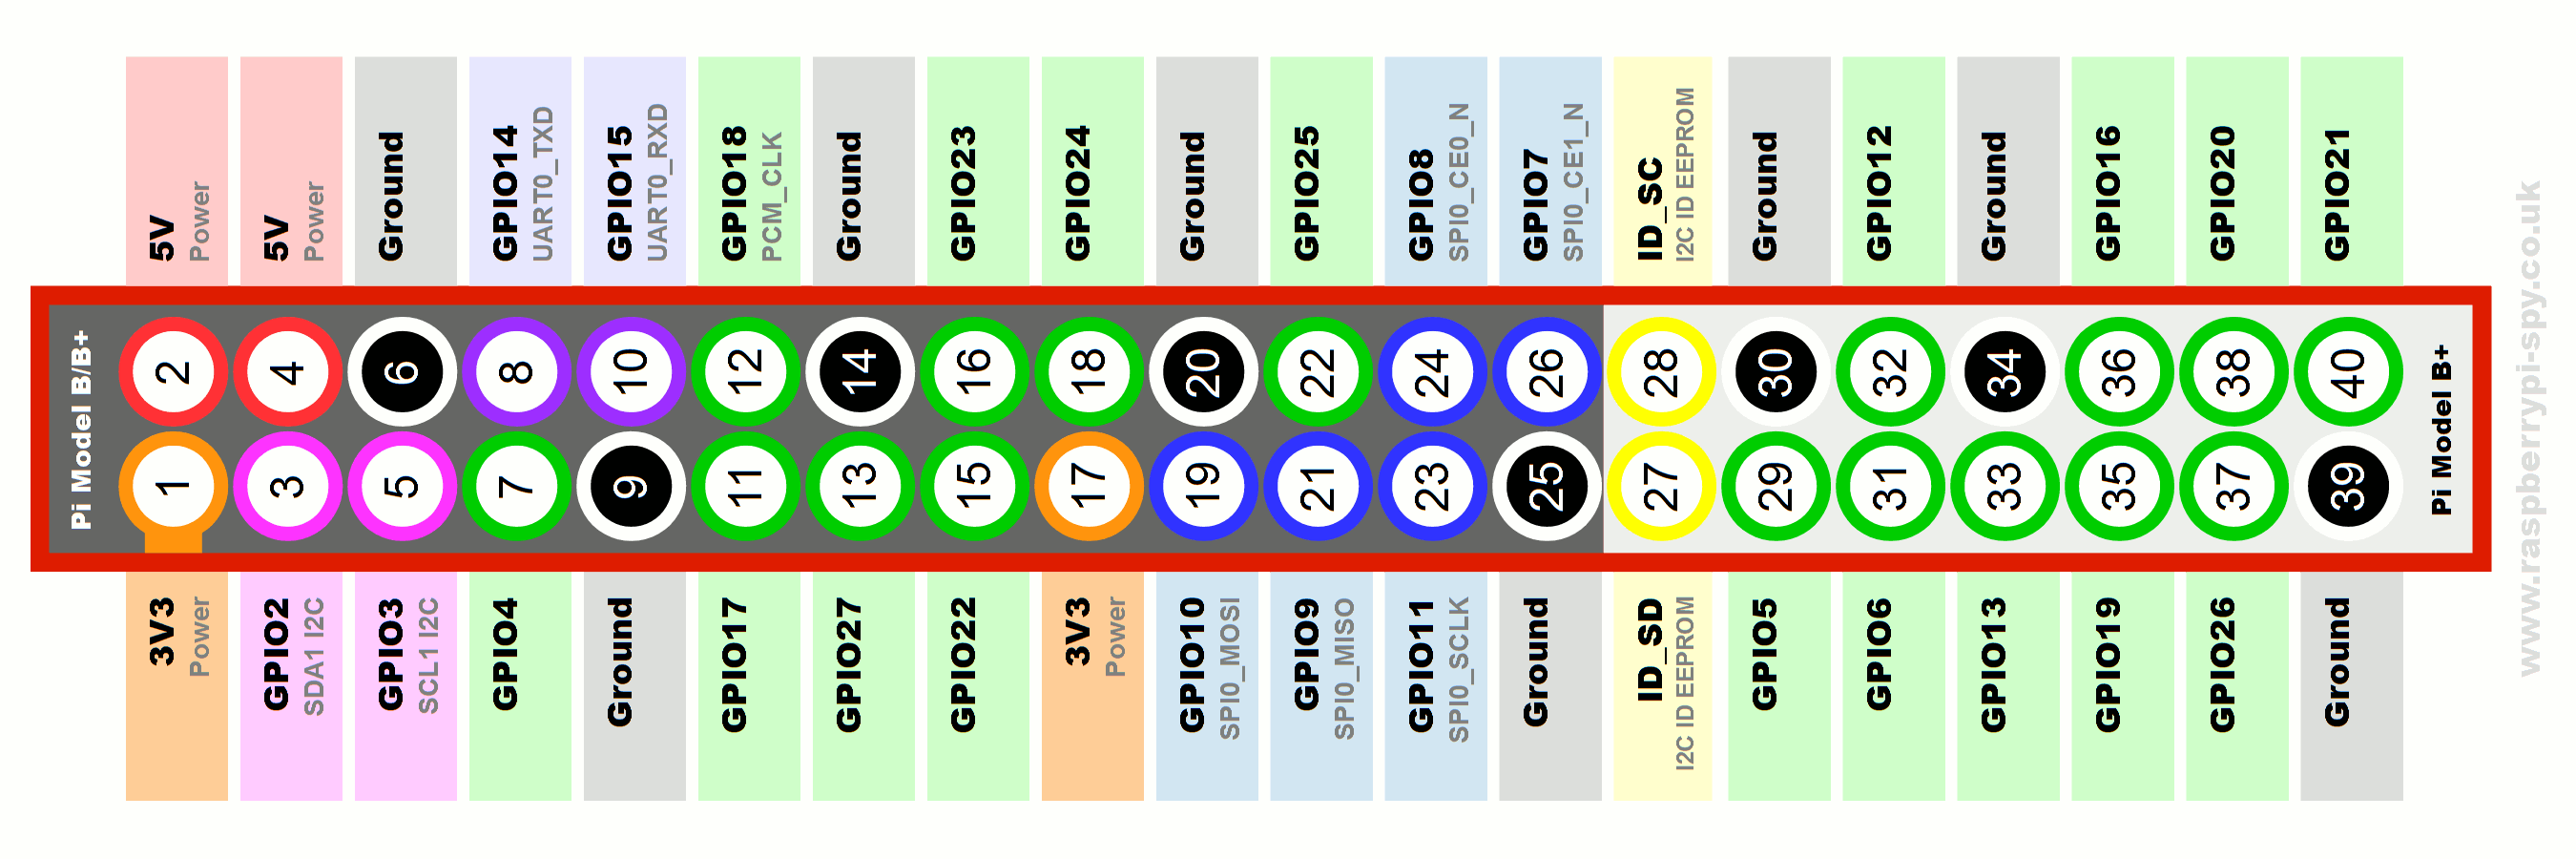 5V
Power
5V
Power
Ground
GPIO14
UART0_TXD
GPIO15
UART0_RXD
GPIO18
PCM_CLK
Ground
GPIO23
GPIO24
Ground
GPIO25
GPIO8
SPI0_CE0_N
GPIO7
SPI0_CE1_N
ID_SC
I2C ID EEPROM
Ground
GPIO12
Ground
GPIO16
GPIO20
GPIO21
Pi Model B/B+
2
4
6
8
10
12
14
16
18
20
22
24
26
28
30
32
34
36
38
40
1
3
5
7
9
11
13
15
17
19
21
23
25
27
29
31
33
35
37
39
Pi Model B+
3V3
Power
GPIO2
SDA1 I2C
GPIO3
SCL1 I2C
GPIO4
Ground
GPIO17
GPIO27
GPIO22
3V3
Power
GPIO10
SPI0_MOSI
GPIO9
SPI0_MISO
GPIO11
SPI0_SCLK
Ground
ID_SD
I2C ID EEPROM
GPIO5
GPIO6
GPIO13
GPIO19
GPIO26
Ground
www.raspberrypi-spy.co.uk